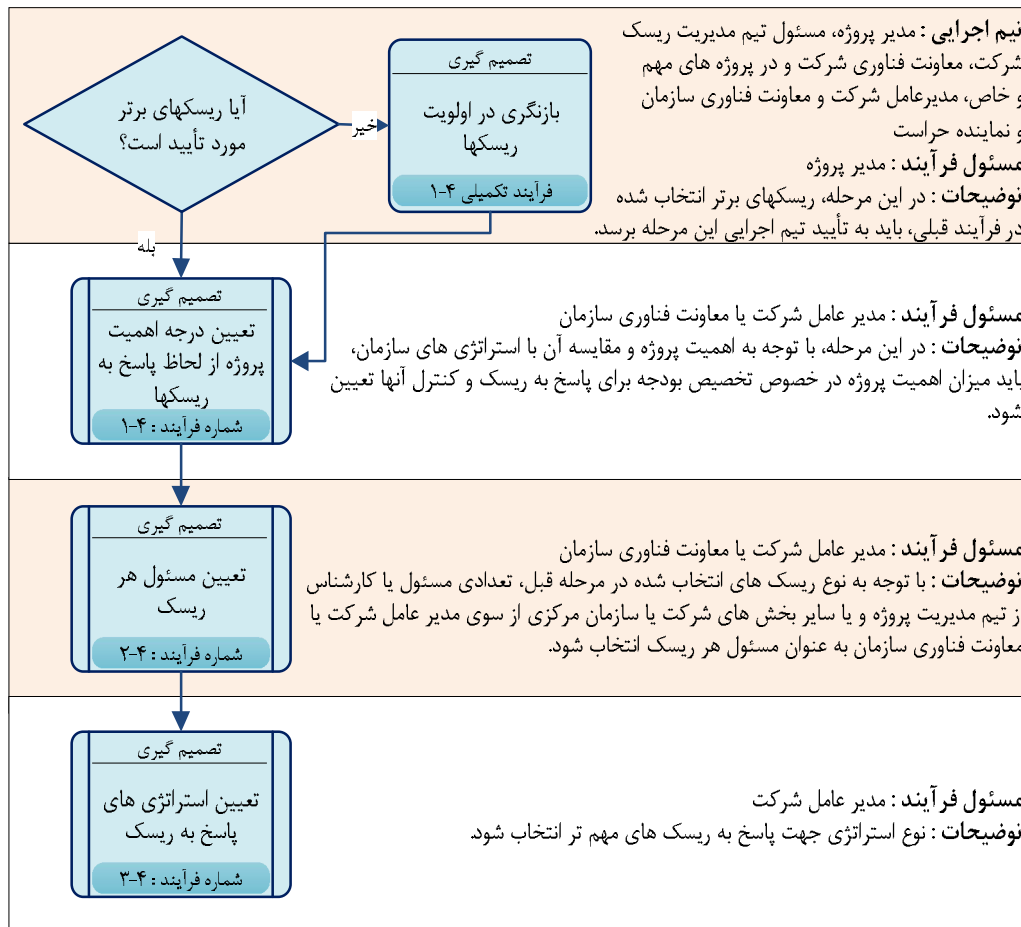 تیم اجرایی : مدیر پروژه، مسئول تیم مدیریت ریسک
شرکت، معاونت فناوری شرکت و در پروژه های مهم
و خاص، مدیرعامل شرکت و معاونت فناوری سازمان
و نماینده حراست
مسئول فرآیند : مدیر پروژه
توضیحات : در این مرحله، ریسکهای برتر انتخاب شده
در فرآیند قبلی، باید به تأیید تیم اجرایی این مرحله برسد.
تصمیم گیری
بازنگری در اولویت
ریسکها
فرآیند تکمیلی ۴-۱
خیر
آیا ریسکهای برتر
مورد تأیید است؟
بله
مسئول فرآیند : مدیر عامل شرکت یا معاونت فناوری سازمان
توضیحات : در این مرحله، با توجه به اهمیت پروژه و مقایسه آن با استراتژی های سازمان،
باید میزان اهمیت پروژه در خصوص تخصیص بودجه برای پاسخ به ریسک و کنترل آنها تعیین
شود.
تصمیم گیری
تعیین درجه اهمیت
پروژه از لحاظ پاسخ به
ریسکها
شماره فرآیند : ۴-۱
مسئول فرآیند : مدیر عامل شرکت یا معاونت فناوری سازمان
توضیحات : با توجه به نوع ریسک های انتخاب شده در مرحله قبل، تعدادی مسئول یا کارشناس
از تیم مدیریت پروژه و یا سایر بخش های شرکت یا سازمان مرکزی از سوی مدیر عامل شرکت یا
معاونت فناوری سازمان به عنوان مسئول هر ریسک انتخاب شود.
تصمیم گیری
تعیین مسئول هر
ریسک
شماره فرآیند : ۴-۲
مسئول فرآیند : مدیر عامل شرکت
توضیحات : نوع استراتژی جهت پاسخ به ریسک های مهم تر انتخاب شود.
تصمیم گیری
تعیین استراتژی های
پاسخ به ریسک
شماره فرآیند : ۴-۳